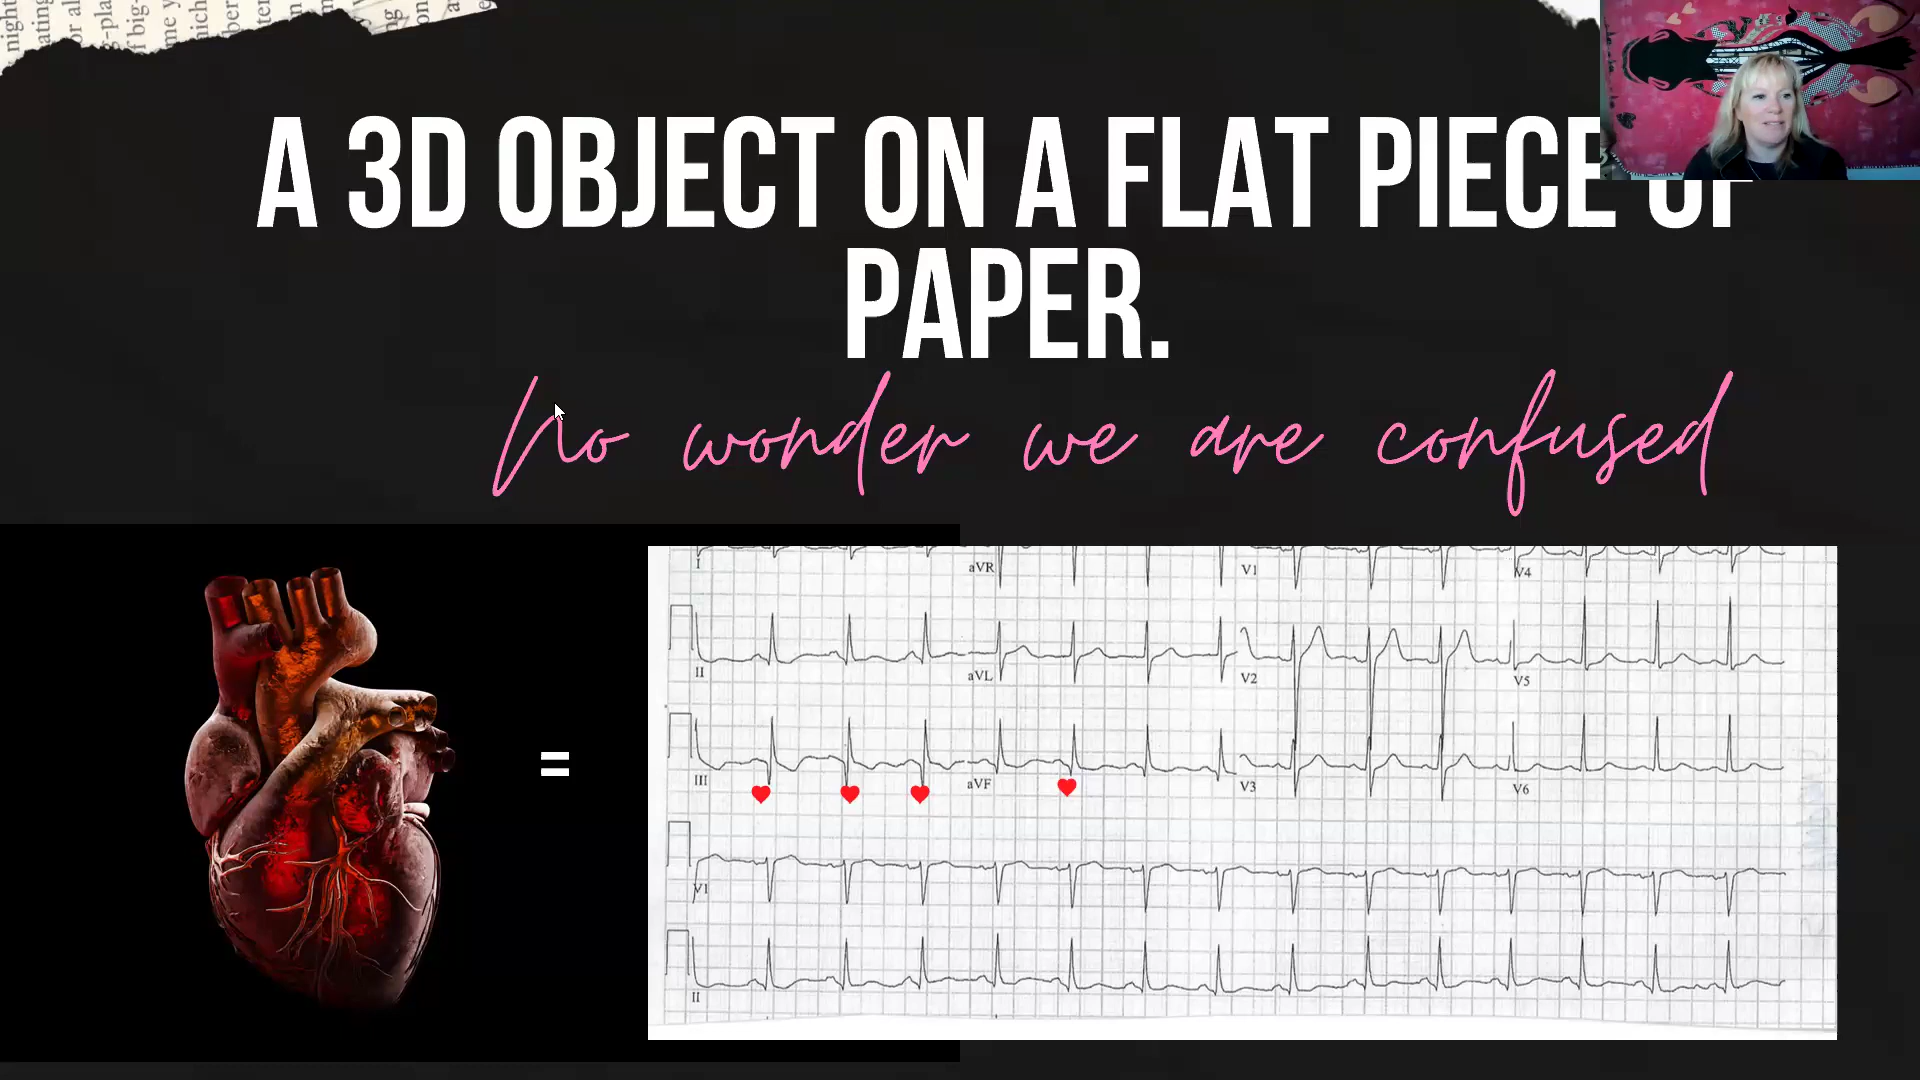 A 3D OBJECT ON A FLAT PIECE OF
PAPER.
No wonder we are confused
=
I aVR V1 V4
II aVL V2 V5
III aVF V3 V6
V1
II